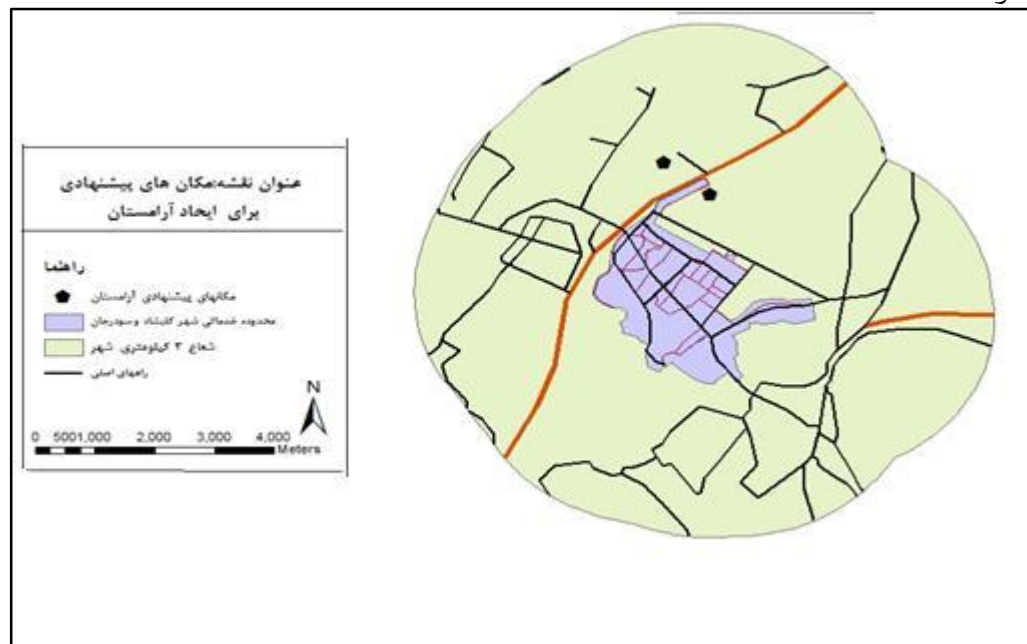 عنوان نقشه:مکان های پیشنهادی
برای ایجاد آرامستان
راهنما
مکانهای پیشنهادی آرامستان
محدوده خدماتی شهر کلیشاد وسودرجان
شعاع ۳ کیلومتری شهر
راههای اصلی
N
0 5001,000 2,000 3,000 4,000
Meters